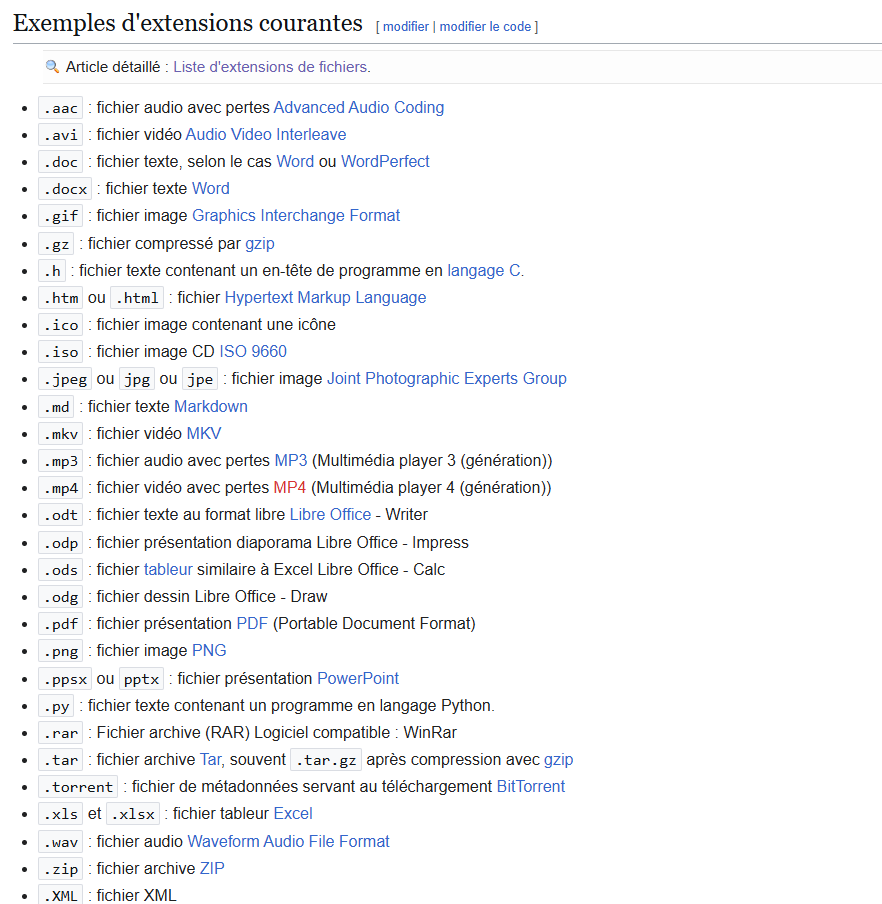 Exemples d'extensions courantes [ modifier | modifier le code ]
Article détaillé : Liste d'extensions de fichiers.
.aac : fichier audio avec pertes Advanced Audio Coding
.avi : fichier vidéo Audio Video Interleave
.doc : fichier texte, selon le cas Word ou WordPerfect
.docx : fichier texte Word
.gif : fichier image Graphics Interchange Format
.gz : fichier compressé par gzip
.h : fichier texte contenant un en-tête de programme en langage C.
.htm ou .html : fichier Hypertext Markup Language
.ico : fichier image contenant une icône
.iso : fichier image CD ISO 9660
.jpeg ou jpg ou jpe : fichier image Joint Photographic Experts Group
.md : fichier texte Markdown
.mkv : fichier vidéo MKV
.mp3 : fichier audio avec pertes MP3 (Multimédia player 3 (génération))
.mp4 : fichier vidéo avec pertes MP4 (Multimédia player 4 (génération))
.odt : fichier texte au format libre Libre Office - Writer
.odp : fichier présentation diaporama Libre Office - Impress
.ods : fichier tableur similaire à Excel Libre Office - Calc
.odg : fichier dessin Libre Office - Draw
.pdf : fichier présentation PDF (Portable Document Format)
.png : fichier image PNG
.ppsx ou pptx : fichier présentation PowerPoint
.py : fichier texte contenant un programme en langage Python.
.rar : Fichier archive (RAR) Logiciel compatible : WinRar
.tar : fichier archive Tar, souvent .tar.gz après compression avec gzip
.torrent : fichier de métadonnées servant au téléchargement BitTorrent
.xls et .xlsx : fichier tableur Excel
.wav : fichier audio Waveform Audio File Format
.zip : fichier archive ZIP
.XML : fichier XML